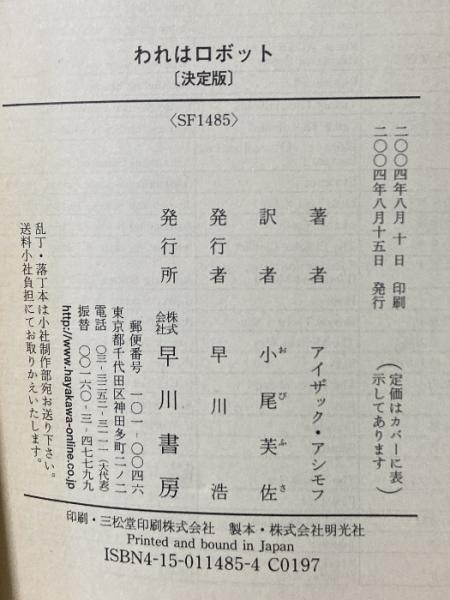 われはロボット
〔決定版〕
〈SF1485〉
二〇〇四年八月 十 日 印刷
二〇〇四年八月十五日 発行
(定価はカバーに表
示してあります)
著者 アイザック・アシモフ
訳者 小尾芙佐
お び ふ さ
発行者 早川 浩
発行所 株式会社 早川書房
郵便番号 一〇一-〇〇四六
東京都千代田区神田多町二ノ二
電話 〇三-三二五二-三一一一(大代表)
振替 〇〇一六〇-三-四七七九九
http://www.hayakawa-online.co.jp
乱丁・落丁本は小社制作部宛お送り下さい。
送料小社負担にてお取りかえいたします。
印刷・三松堂印刷株式会社 製本・株式会社明光社
Printed and bound in Japan
ISBN4-15-011485-4 C0197